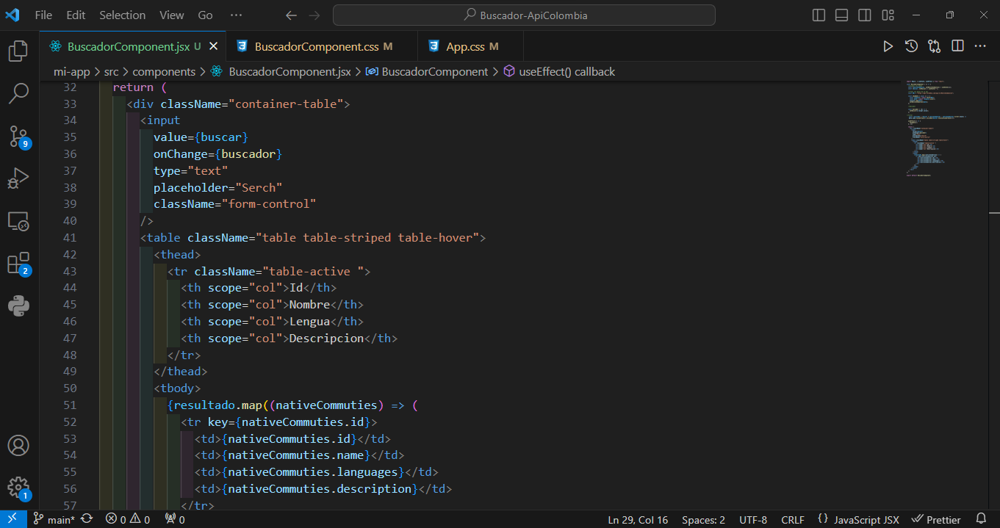 File Edit Selection View Go ··· Buscador-ApiColombia
BuscadorComponent.jsx U BuscadorComponent.css M App.css M
mi-app > src > components > BuscadorComponent.jsx > BuscadorComponent > useEffect() callback
32 return (
33 <div className="container-table">
34 <input
35 value={buscar}
36 onChange={buscador}
37 type="text"
38 placeholder="Serch"
39 className="form-control"
40 />
41 <table className="table table-striped table-hover">
42 <thead>
43 <tr className="table-active ">
44 <th scope="col">Id</th>
45 <th scope="col">Nombre</th>
46 <th scope="col">Lengua</th>
47 <th scope="col">Descripcion</th>
48 </tr>
49 </thead>
50 <tbody>
51 {resultado.map((nativeCommuties) => (
52 <tr key={nativeCommuties.id}>
53 <td>{nativeCommuties.id}</td>
54 <td>{nativeCommuties.name}</td>
55 <td>{nativeCommuties.languages}</td>
56 <td>{nativeCommuties.description}</td>
57 </tr>
9
2
1
main* 0 0 0 Ln 29, Col 16 Spaces: 2 UTF-8 CRLF {} JavaScript JSX Prettier